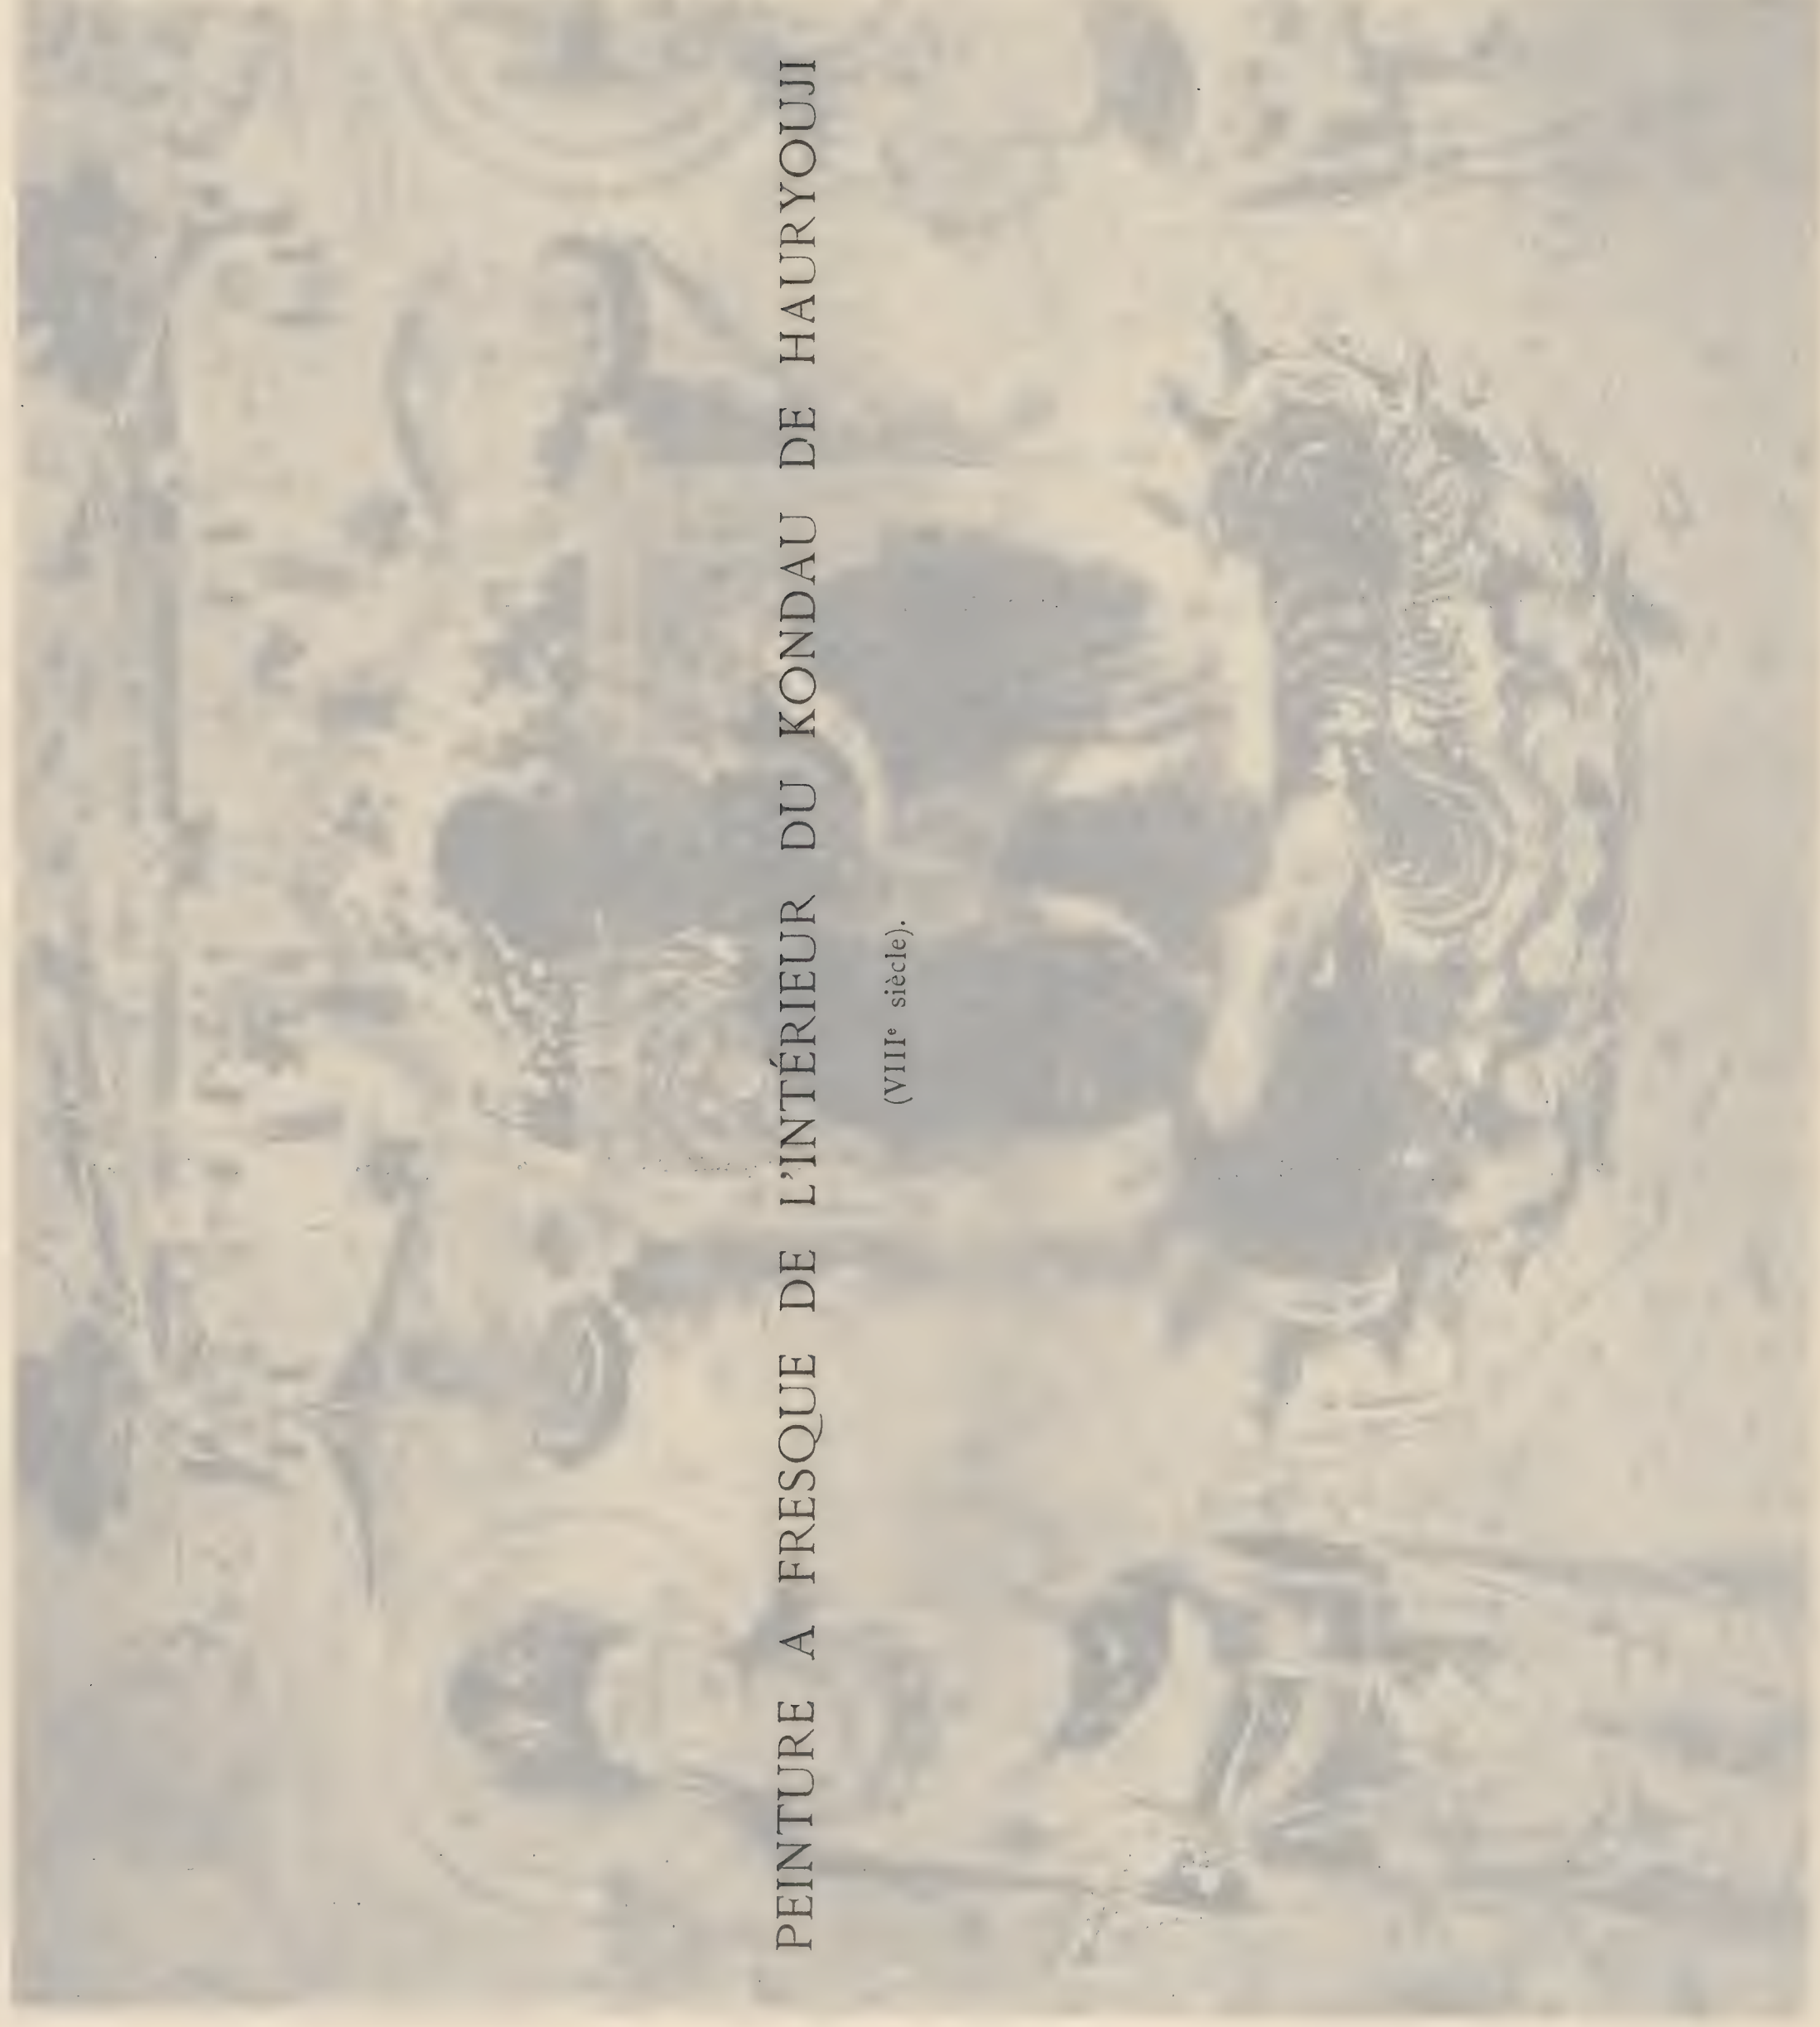 PEINTURE A FRESQUE DE L'INTÉRIEUR DU KONDAU DE HAURYOUJI
(VIIIe siècle).